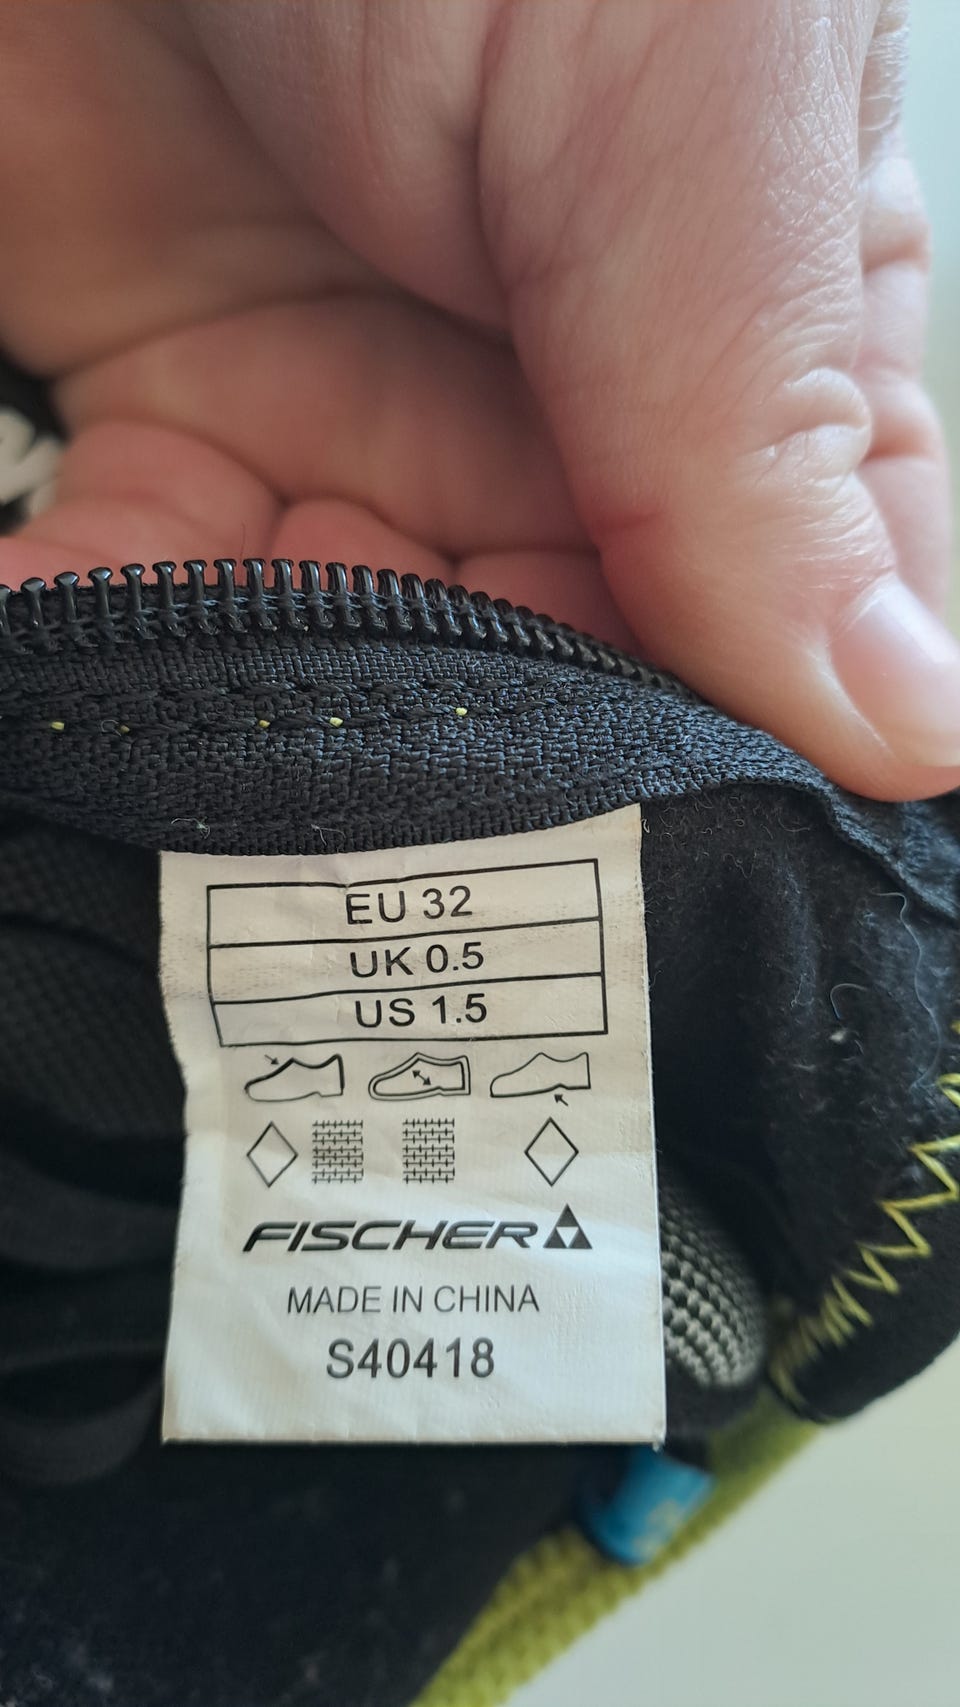 EU 32
UK 0.5
US 1.5
FISCHER
MADE IN CHINA
S40418